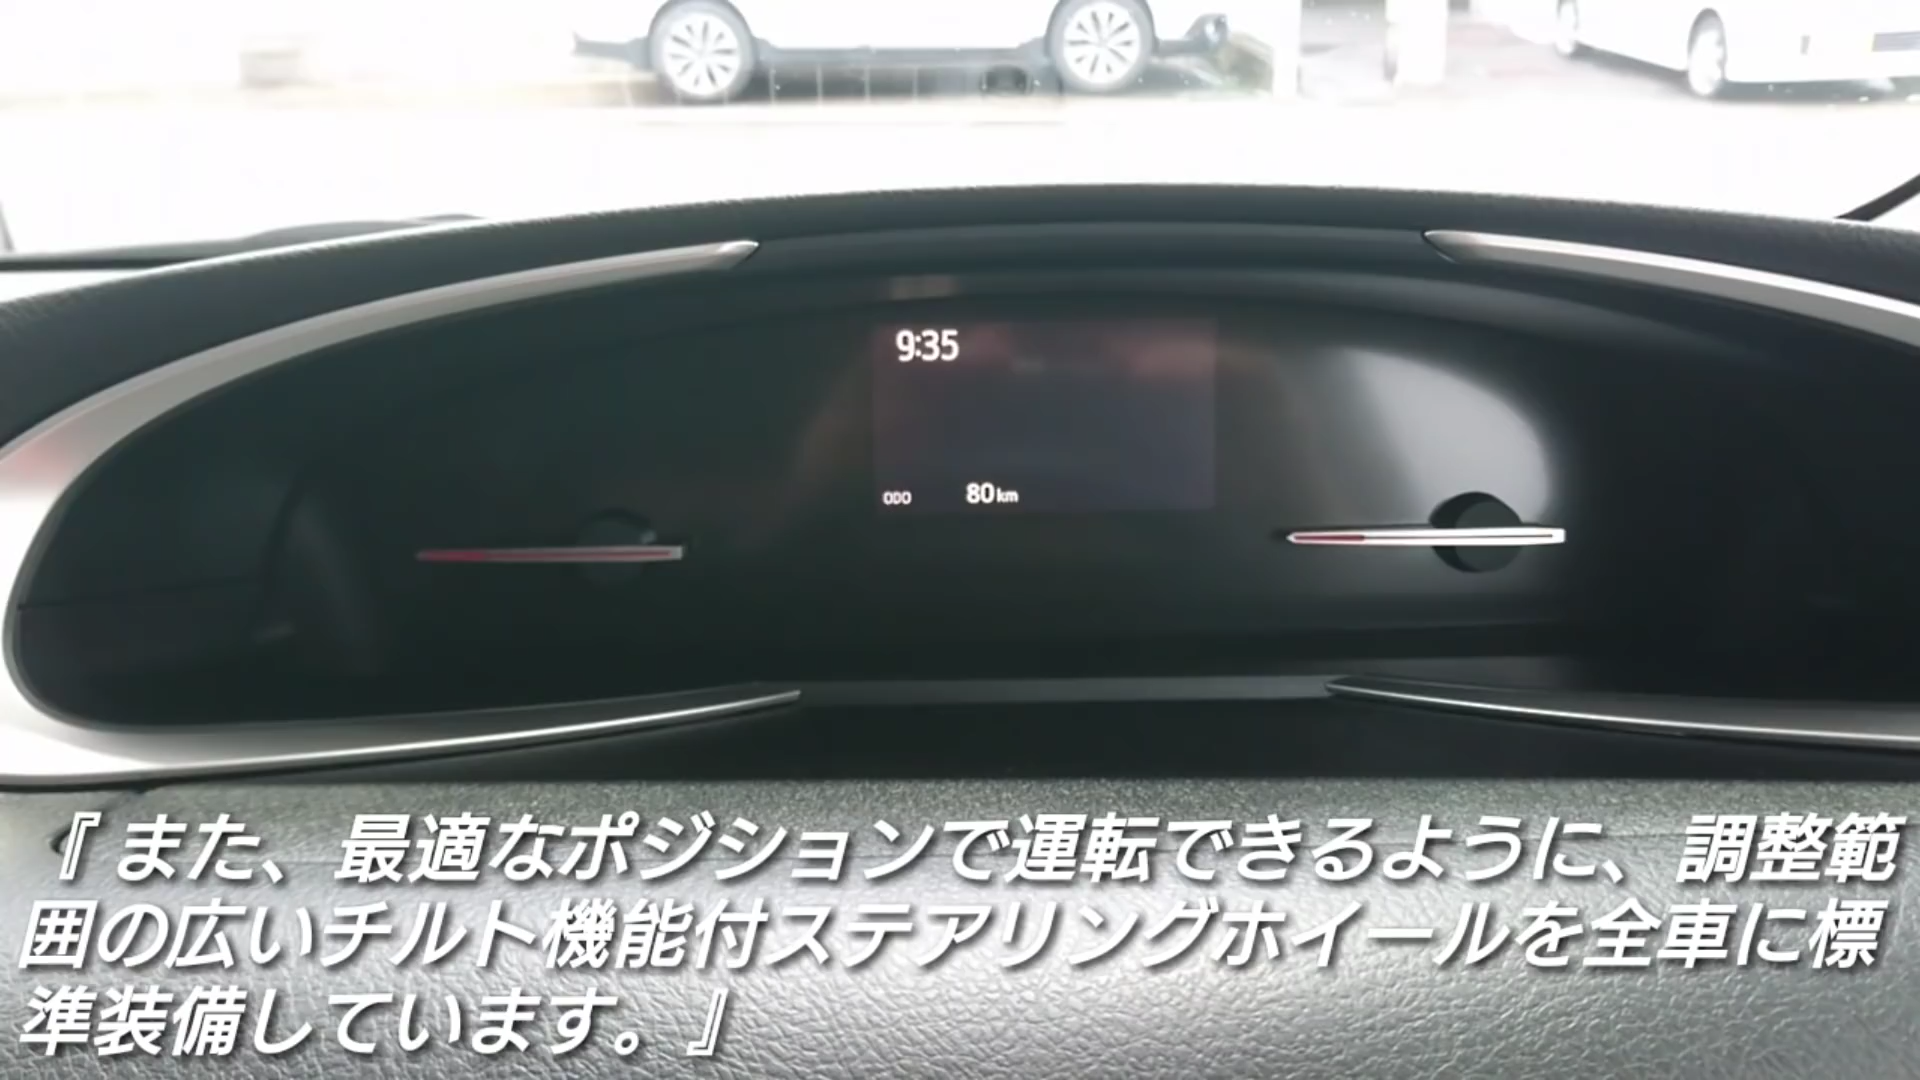 9:35
ODO 80km
『また、最適なポジションで運転できるように、調整範
囲の広いチルト機能付ステアリングホイールを全車に標
準装備しています。』